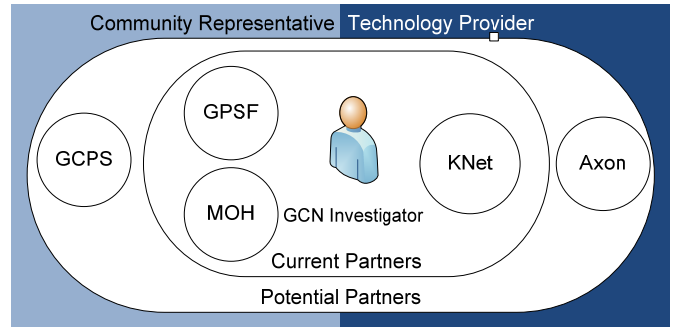 Community Representative Technology Provider
GPSF
GCPS
KNet
Axon
MOH
GCN Investigator
Current Partners
Potential Partners